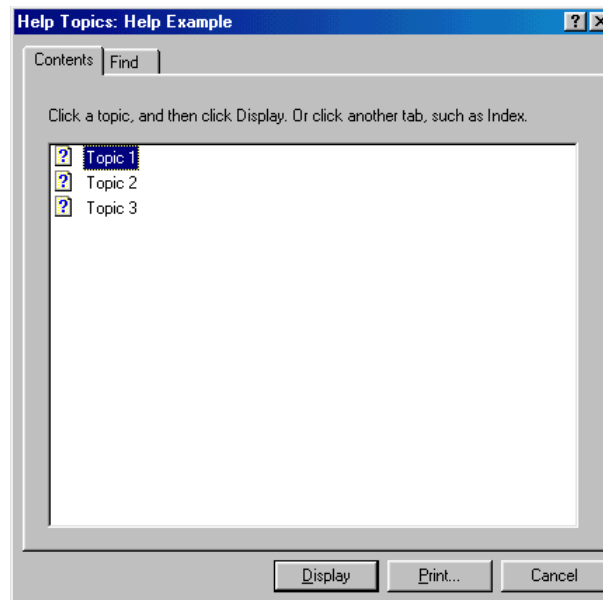 Help Topics: Help Example
Contents Find
Click a topic, and then click Display. Or click another tab, such as Index.
Topic 1
Topic 2
Topic 3
Display Print... Cancel